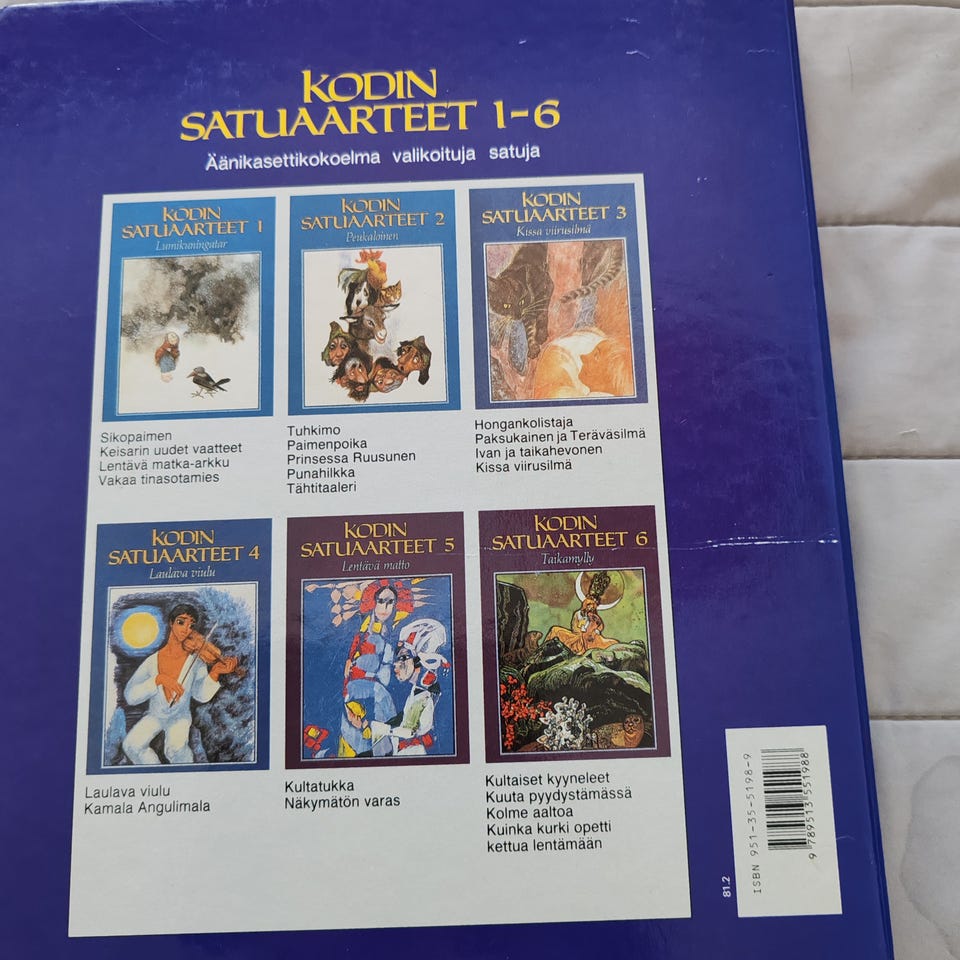 KODIN
SATUAARTEET 1-6
Äänikasettikokoelma valikoituja satuja
KODIN
SATUAARTEET 1
Lumikuningatar
Sikopaimen
Keisarin uudet vaatteet
Lentävä matka-arkku
Vakaa tinasotamies
KODIN
SATUAARTEET 2
Peukaloinen
Tuhkimo
Paimenpoika
Prinsessa Ruusunen
Punahilkka
Tähtitaaleri
KODIN
SATUAARTEET 3
Kissa viirusilmä
Hongankolistaja
Paksukainen ja Teräväsilmä
Ivan ja taikahevonen
Kissa viirusilmä
KODIN
SATUAARTEET 4
Laulava viulu
Laulava viulu
Kamala Angulimala
KODIN
SATUAARTEET 5
Lentävä matto
Kultatukka
Näkymätön varas
KODIN
SATUAARTEET 6
Taikamylly
Kultaiset kyyneleet
Kuuta pyydystämässä
Kolme aaltoa
Kuinka kurki opetti
kettua lentämään
81.2
ISBN 951-35-5198-9
9 789513 551988